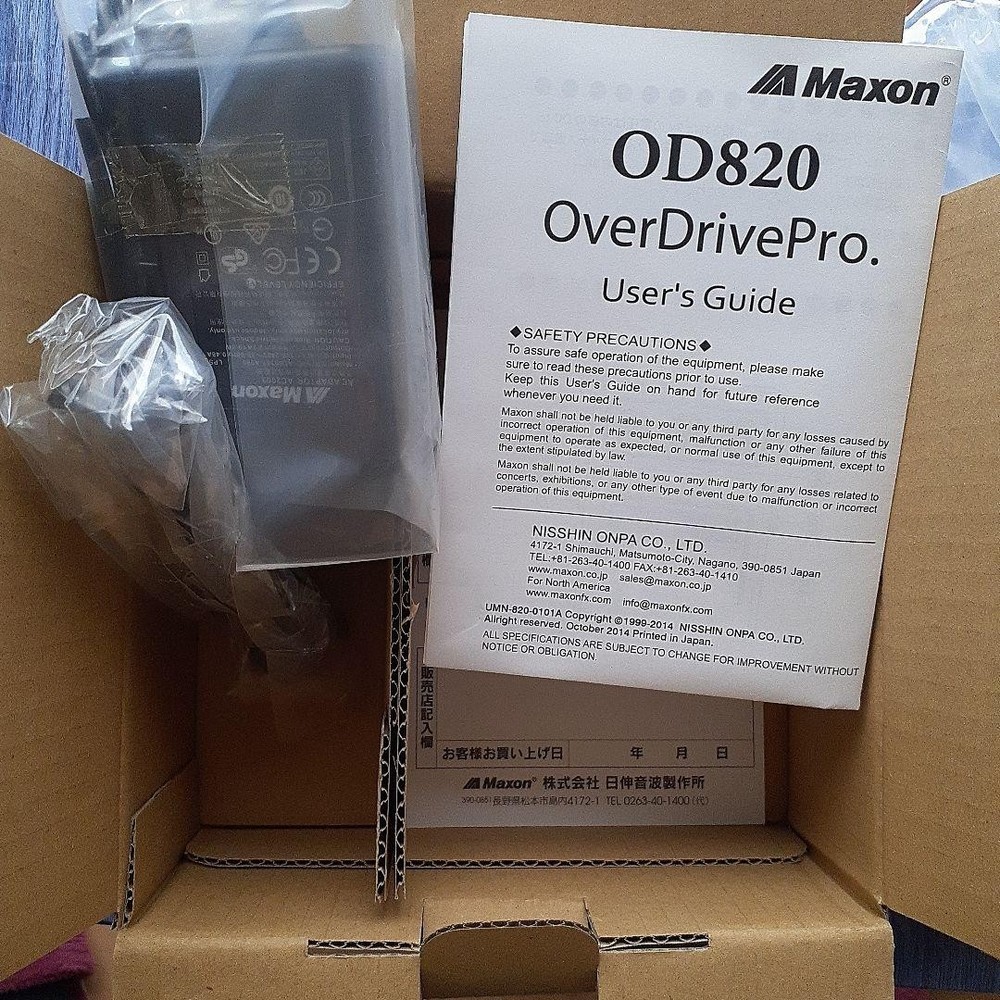 Maxon®
OD820
OverDrivePro.
User's Guide
◆SAFETY PRECAUTIONS◆
To assure safe operation of the equipment, please make
sure to read these precautions prior to use.
Keep this User's Guide on hand for future reference
whenever you need it.
Maxon shall not be held liable to you or any third party for any losses caused by
incorrect operation of this equipment, malfunction or any other failure of this
equipment to operate as expected, or normal use of this equipment, except to
the extent stipulated by law.
Maxon shall not be held liable to you or any third party for any losses related to
concerts, exhibitions, or any other type of event due to malfunction or incorrect
operation of this equipment.
NISSHIN ONPA CO., LTD.
4172-1 Shimauchi, Matsumoto-City, Nagano, 390-0851 Japan
TEL:+81-263-40-1400 FAX:+81-263-40-1410
www.maxon.co.jp sales@maxon.co.jp
For North America
www.maxonfx.com info@maxonfx.com
UMN-820-0101A Copyright ©1999-2014 NISSHIN ONPA CO., LTD.
Allright reserved. October 2014 Printed in Japan.
ALL SPECIFICATIONS ARE SUBJECT TO CHANGE FOR IMPROVEMENT WITHOUT
NOTICE OR OBLIGATION
Maxon
AC ADAPTOR
EFFICIENCY LEVEL
販売店記入欄
お客様お買い上げ日 年 月 日
Maxon® 株式会社 日伸音波製作所
390-0851 長野県松本市島内4172-1 TEL 0263-40-1400 (代)